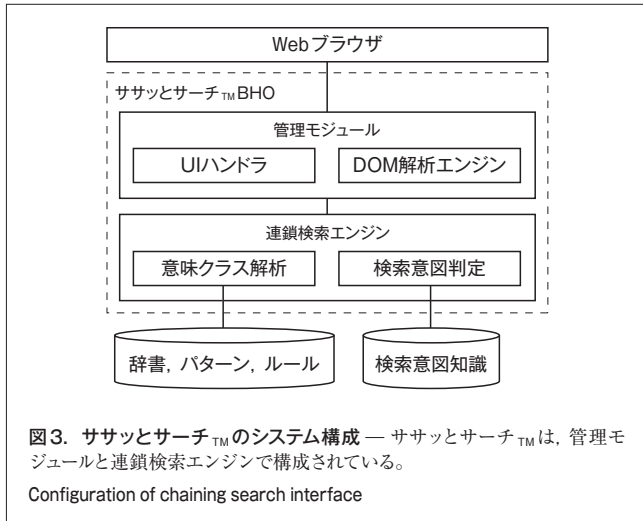 Webブラウザ
ササッとサーチ™BHO
管理モジュール
UIハンドラ
DOM解析エンジン
連鎖検索エンジン
意味クラス解析
検索意図判定
辞書, パターン, ルール
検索意図知識
図3. ササッとサーチ™のシステム構成 — ササッとサーチ™は, 管理モ
ジュールと連鎖検索エンジンで構成されている。
Configuration of chaining search interface